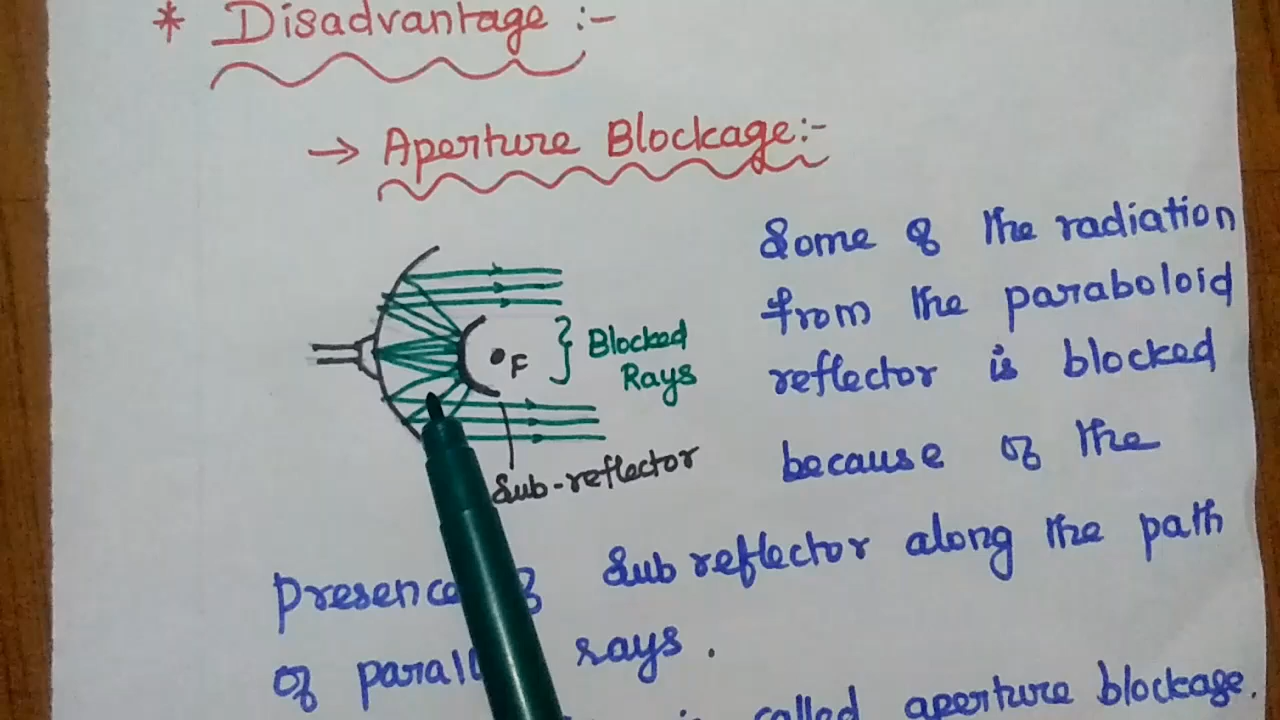 * Disadvantage :-
→ Aperture Blockage:-
Some of the radiation
from the paraboloid
reflector is blocked
because of the
Blocked
Rays
F
Sub-reflector
presence Sub reflector along the path
of rays.
called aperture blockage.